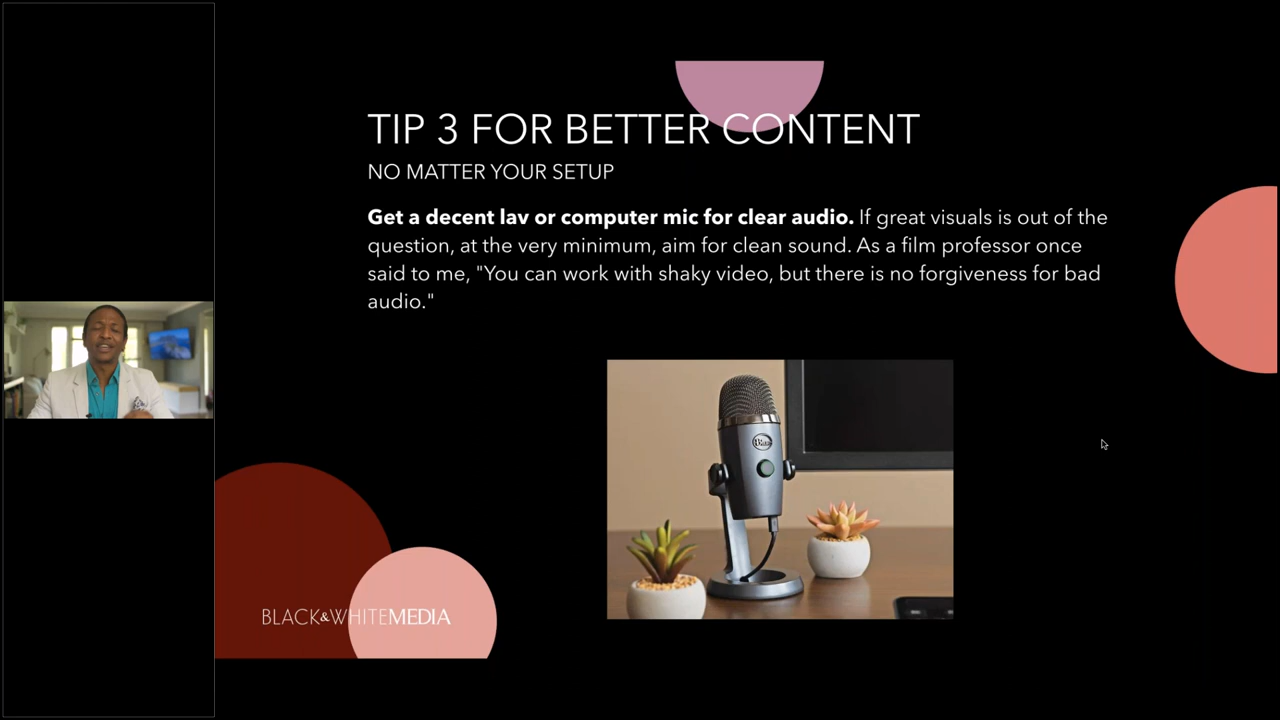 TIP 3 FOR BETTER CONTENT
NO MATTER YOUR SETUP
Get a decent lav or computer mic for clear audio. If great visuals is out of the
question, at the very minimum, aim for clean sound. As a film professor once
said to me, "You can work with shaky video, but there is no forgiveness for bad
audio."
Blue
BLACK&WHITEMEDIA